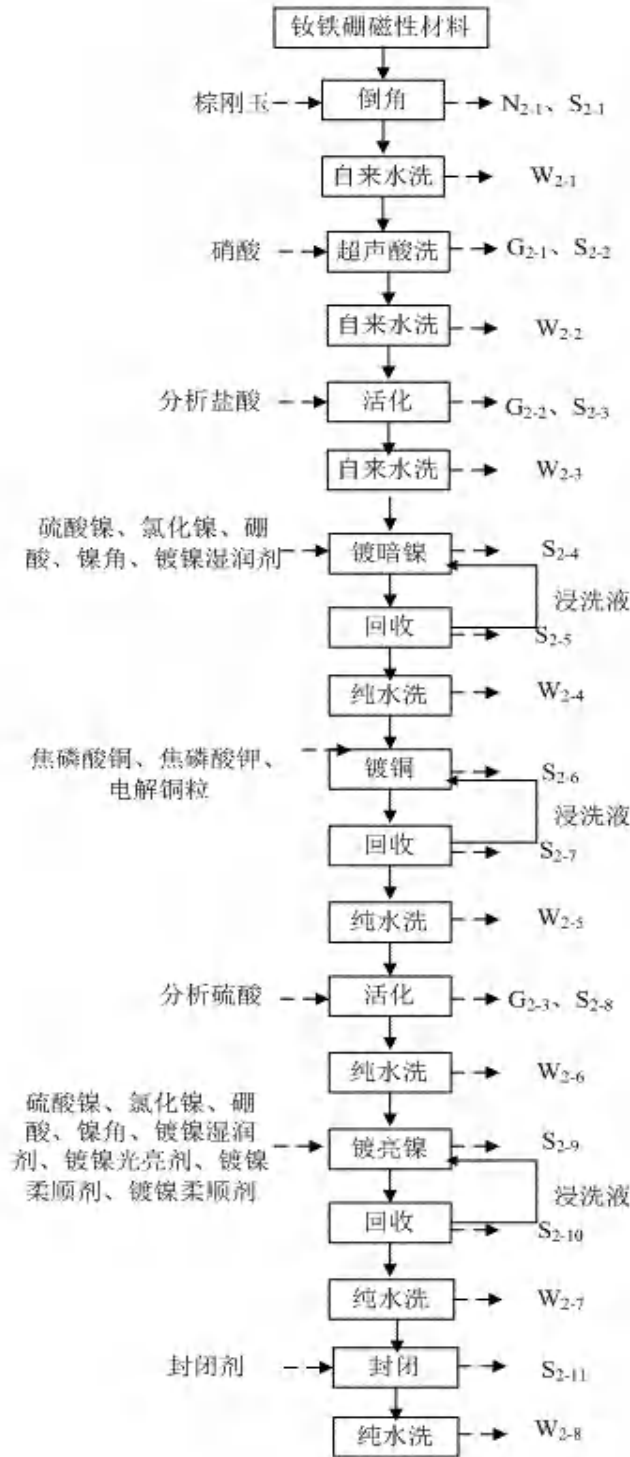 钕铁硼磁性材料
棕刚玉
倒角
N2-1、S2-1
自来水洗
W2-1
硝酸
超声酸洗
G2-1、S2-2
自来水洗
W2-2
分析盐酸
活化
G2-2、S2-3
自来水洗
W2-3
硫酸镍、氯化镍、硼
酸、镍角、镀镍湿润剂
镀暗镍
S2-4
浸洗液
回收
S2-5
纯水洗
W2-4
焦磷酸铜、焦磷酸钾、
电解铜粒
镀铜
S2-6
浸洗液
回收
S2-7
纯水洗
W2-5
分析硫酸
活化
G2-3、S2-8
纯水洗
W2-6
硫酸镍、氯化镍、硼
酸、镍角、镀镍湿润
剂、镀镍光亮剂、镀镍
柔顺剂、镀镍柔顺剂
镀亮镍
S2-9
浸洗液
回收
S2-10
纯水洗
W2-7
封闭剂
封闭
S2-11
纯水洗
W2-8